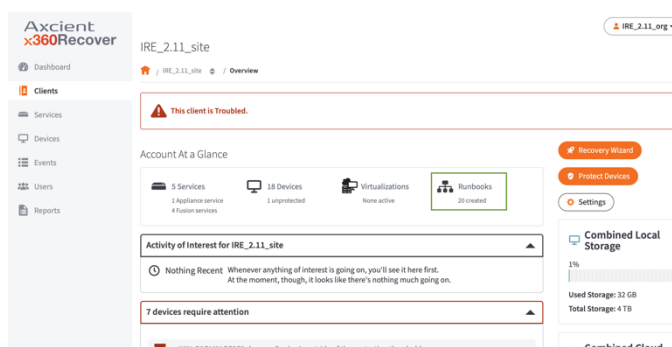 Axcient
x360Recover
IRE_2.11_org
IRE_2.11_site
/ IRE_2.11_site / Overview
Dashboard
Clients
Services
Devices
Events
Users
Reports
This client is Troubled.
Account At a Glance
5 Services
1 Appliance service
4 Fusion services
18 Devices
1 unprotected
Virtualizations
None active
Runbooks
20 created
Recovery Wizard
Protect Devices
Settings
Activity of Interest for IRE_2.11_site
Nothing Recent Whenever anything of interest is going on, you'll see it here first.
At the moment, though, it looks like there's nothing much going on.
7 devices require attention
Combined Local
Storage
1%
Used Storage: 32 GB
Total Storage: 4 TB
Combined Cloud